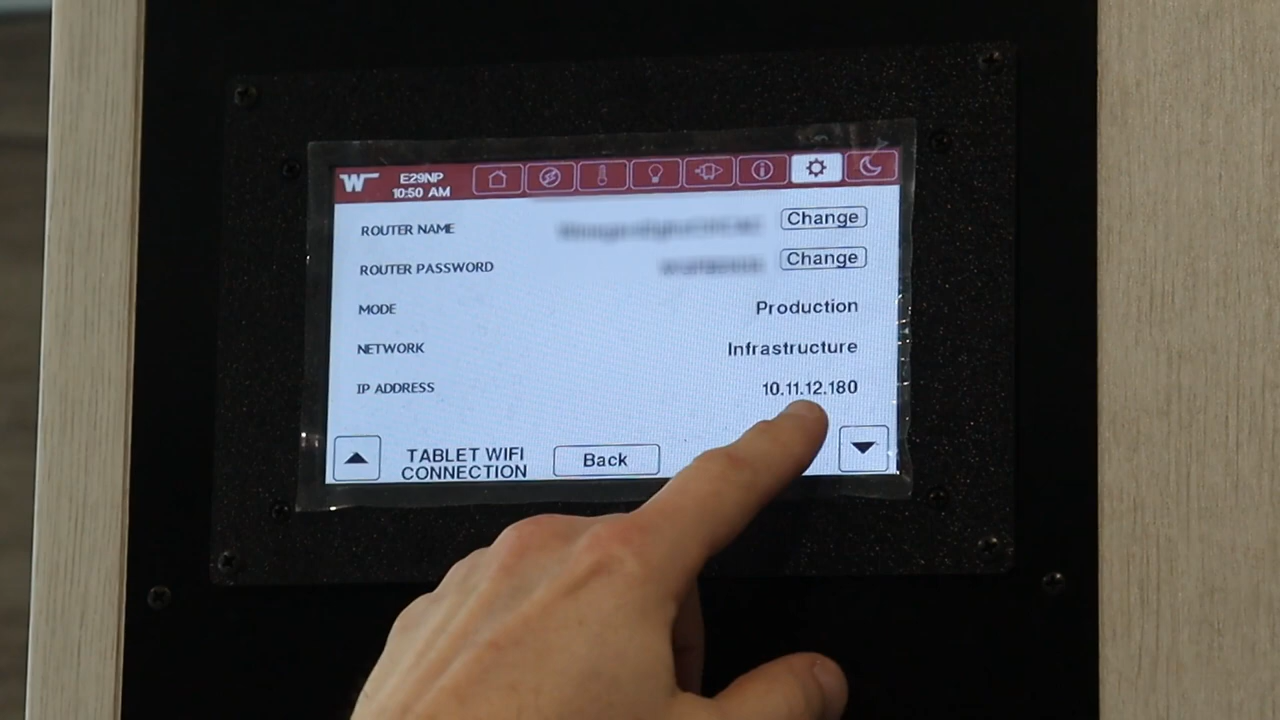 W
E29NP
10:50 AM
ROUTER NAME
Change
ROUTER PASSWORD
Change
MODE
Production
NETWORK
Infrastructure
IP ADDRESS
10.11.12.180
TABLET WIFI
CONNECTION
Back